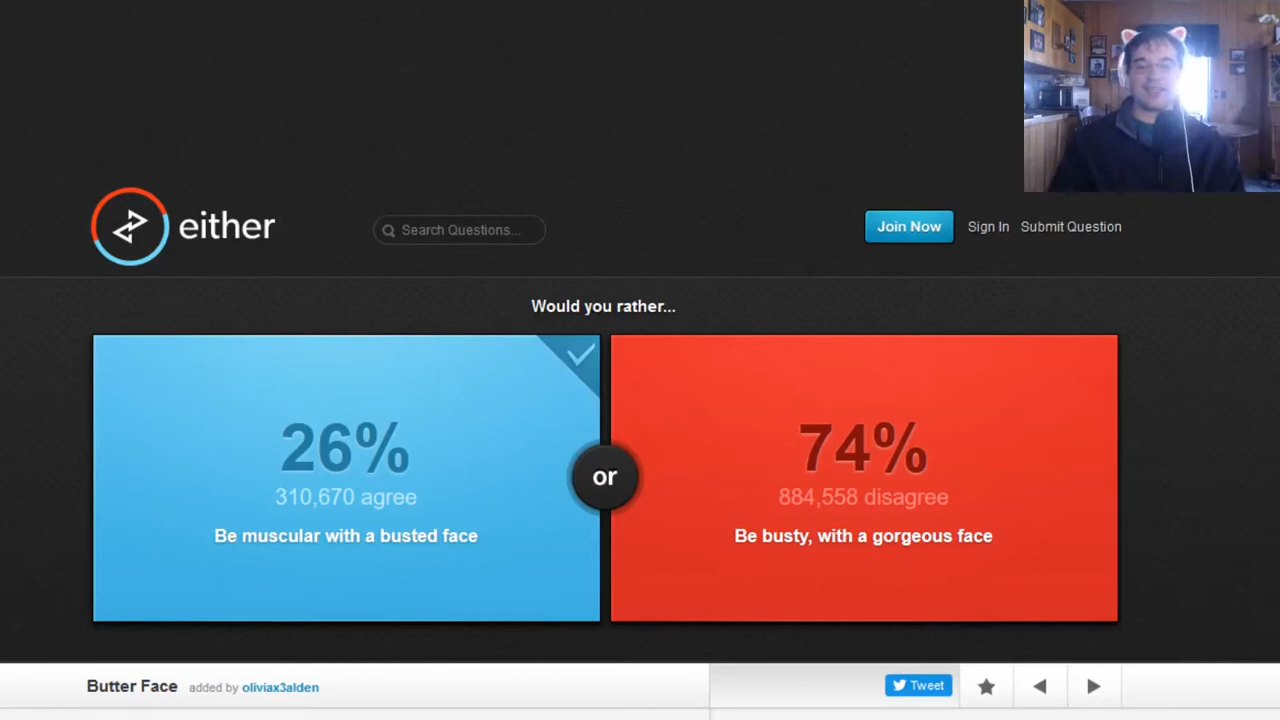 either
Search Questions...
Join Now
Sign In
Submit Question
Would you rather...
26%
310,670 agree
Be muscular with a busted face
or
74%
884,558 disagree
Be busty, with a gorgeous face
Butter Face added by oliviax3alden
Tweet